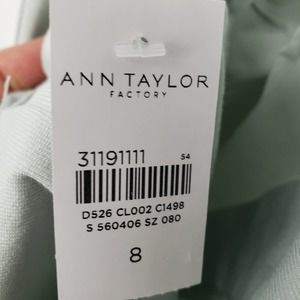 ANN TAYLOR
FACTORY
31191111 54
D526 CL002 C1498
S 560406 SZ 080
8